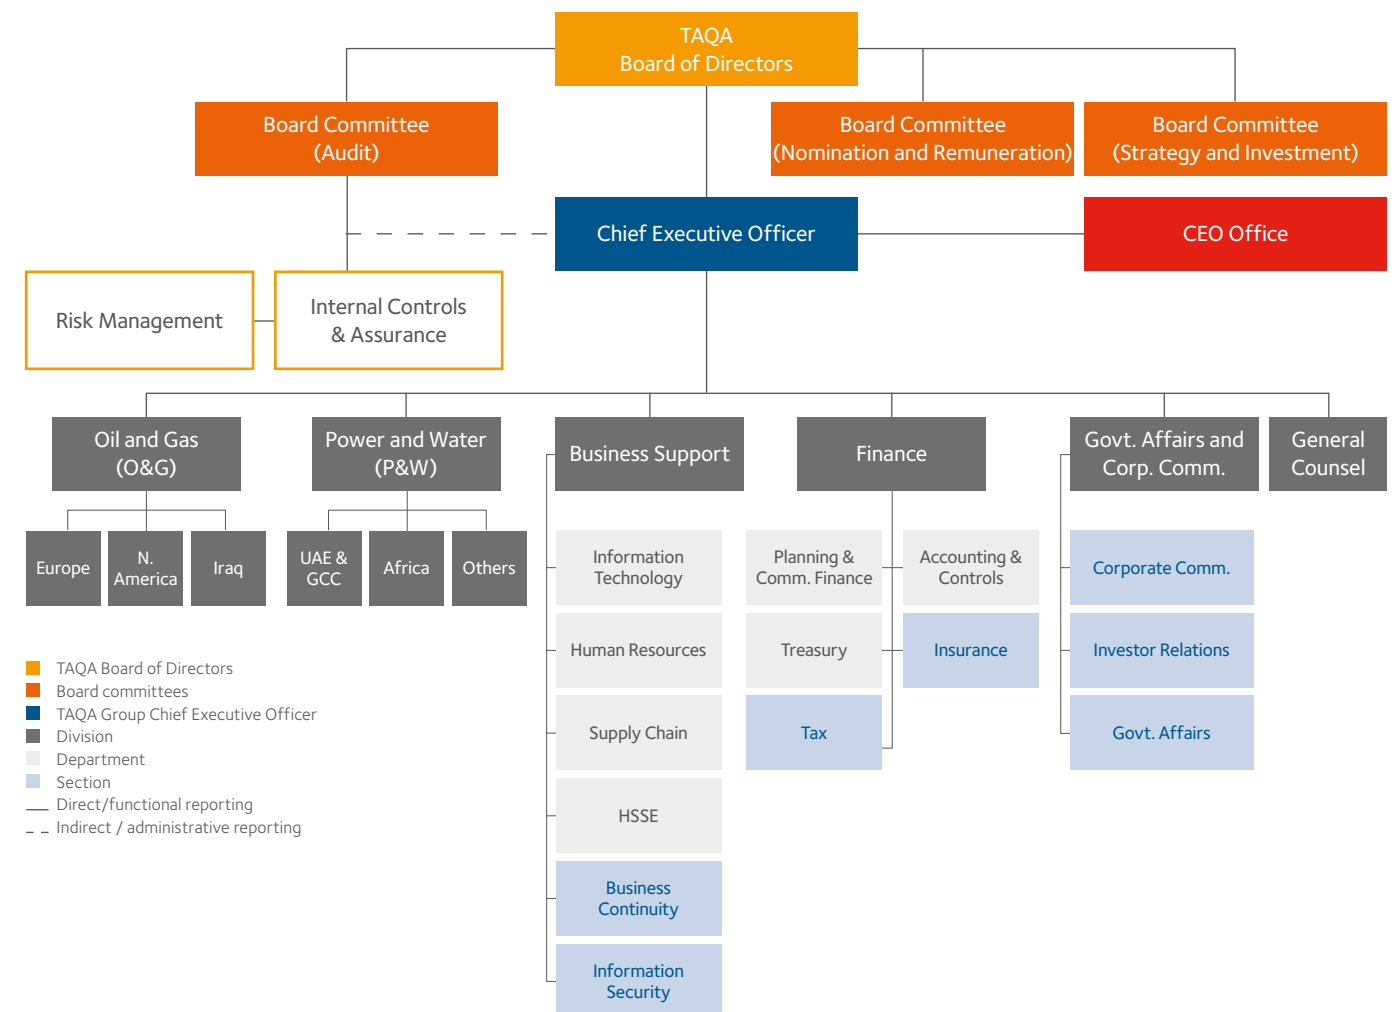 TAQA
Board of Directors
Board Committee
(Audit)
Board Committee
(Nomination and Remuneration)
Board Committee
(Strategy and Investment)
Chief Executive Officer
CEO Office
Risk Management
Internal Controls
& Assurance
Oil and Gas
(O&G)
Power and Water
(P&W)
Business Support
Finance
Govt. Affairs and
Corp. Comm.
General
Counsel
Europe
N.
America
Iraq
UAE &
GCC
Africa
Others
Information
Technology
Human Resources
Supply Chain
HSSE
Business
Continuity
Information
Security
Planning &
Comm. Finance
Accounting &
Controls
Treasury
Insurance
Tax
Corporate Comm.
Investor Relations
Govt. Affairs
TAQA Board of Directors
Board committees
TAQA Group Chief Executive Officer
Division
Department
Section
Direct/functional reporting
Indirect / administrative reporting